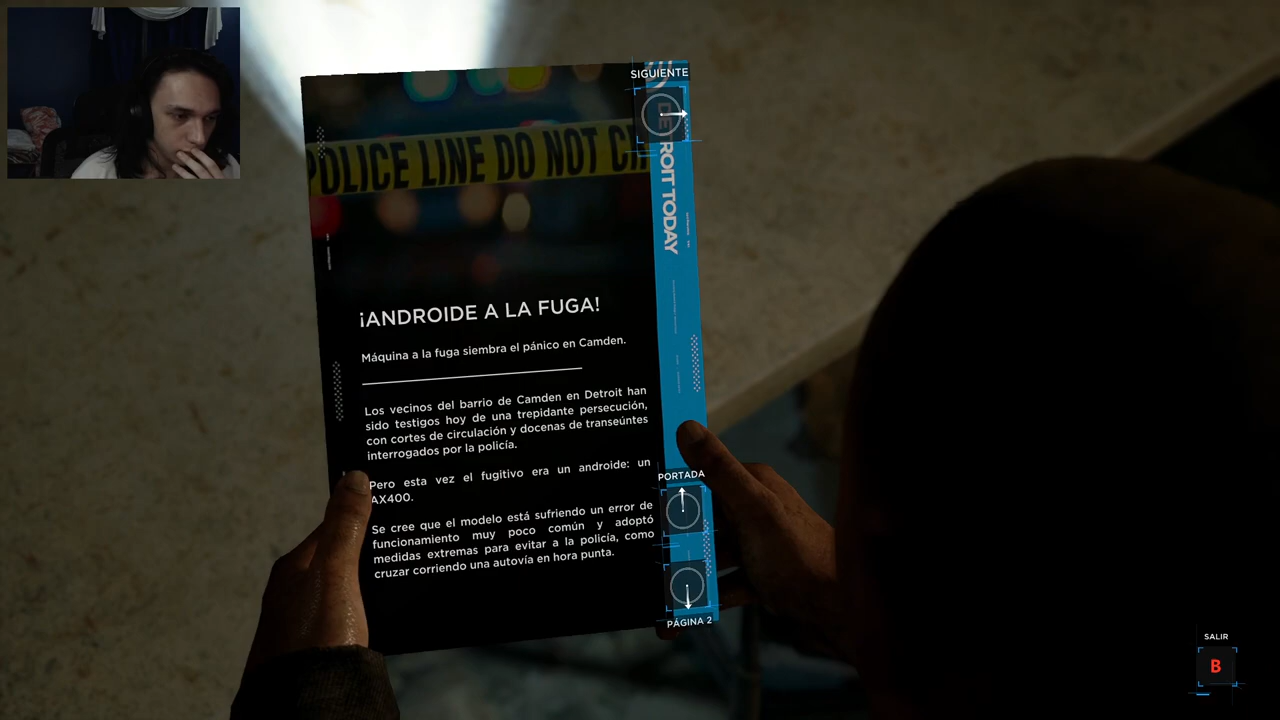 SIGUIENTE
POLICE LINE DO NOT
DETROIT TODAY
¡ANDROIDE A LA FUGA!
Máquina a la fuga siembra el pánico en Camden.
Los vecinos del barrio de Camden en Detroit han
sido testigos hoy de una trepidante persecución,
con cortes de circulación y docenas de transeúntes
interrogados por la policía.
Pero esta vez el fugitivo era un androide: un
AX400.
Se cree que el modelo está sufriendo un error de
funcionamiento muy poco común y adoptó
medidas extremas para evitar a la policía, como
cruzar corriendo una autovía en hora punta.
PORTADA
PÁGINA 2
SALIR
B